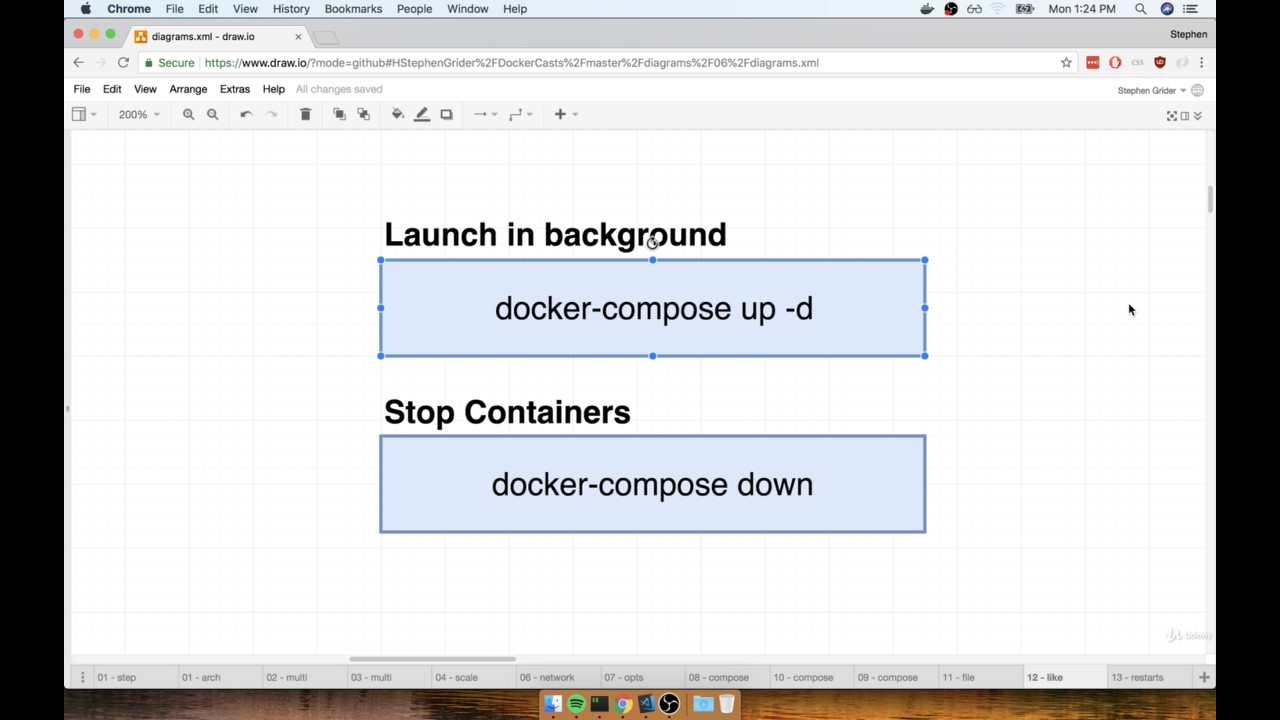 Chrome File Edit View History Bookmarks People Window Help Mon 1:24 PM
diagrams.xml - draw.io Stephen
Secure https://www.draw.io/?mode=github#HStephenGrider%2FDockerCasts%2Fmaster%2Fdiagrams%2F06%2Fdiagrams.xml
File Edit View Arrange Extras Help All changes saved Stephen Grider
200%
Launch in background
docker-compose up -d
Stop Containers
docker-compose down
Udemy
01 - step 01 - arch 02 - multi 03 - multi 04 - scale 06 - network 07 - opts 08 - compose 10 - compose 09 - compose 11 - file 12 - like 13 - restarts